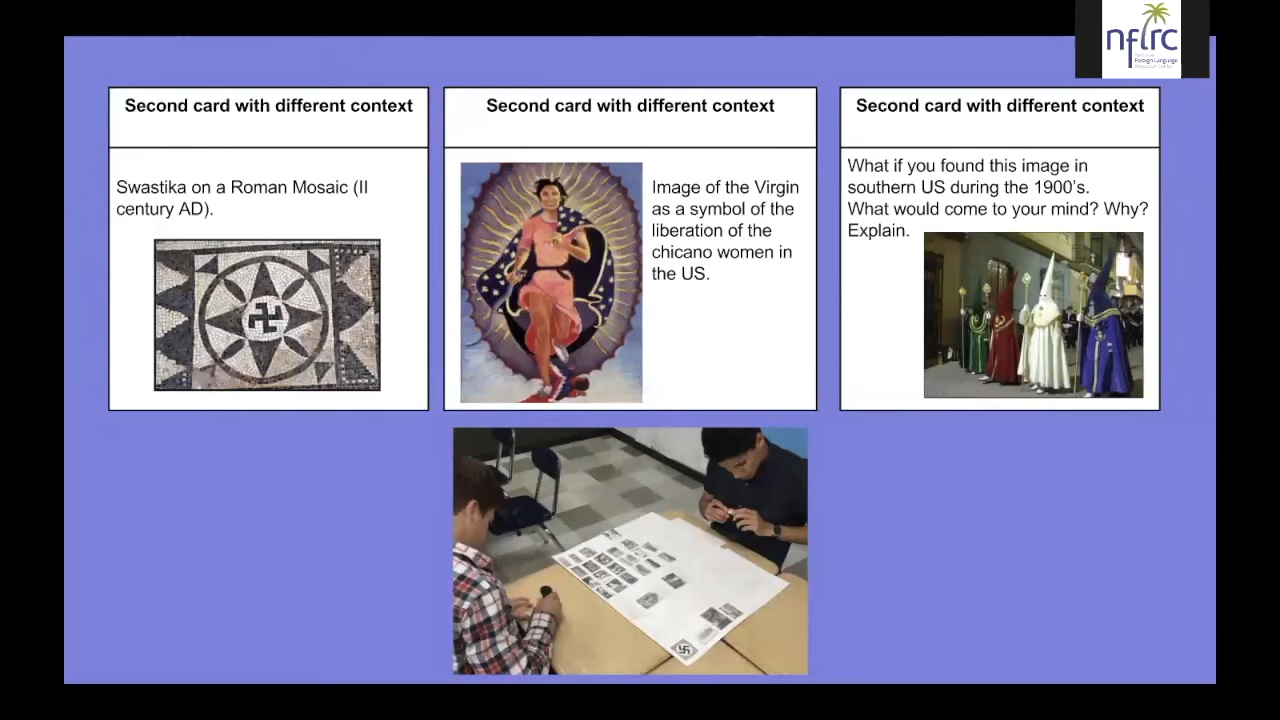 nflrc
Foreign Language
Second card with different context
Swastika on a Roman Mosaic (II
century AD).
Second card with different context
Image of the Virgin
as a symbol of the
liberation of the
chicano women in
the US.
Second card with different context
What if you found this image in
southern US during the 1900's.
What would come to your mind? Why?
Explain.